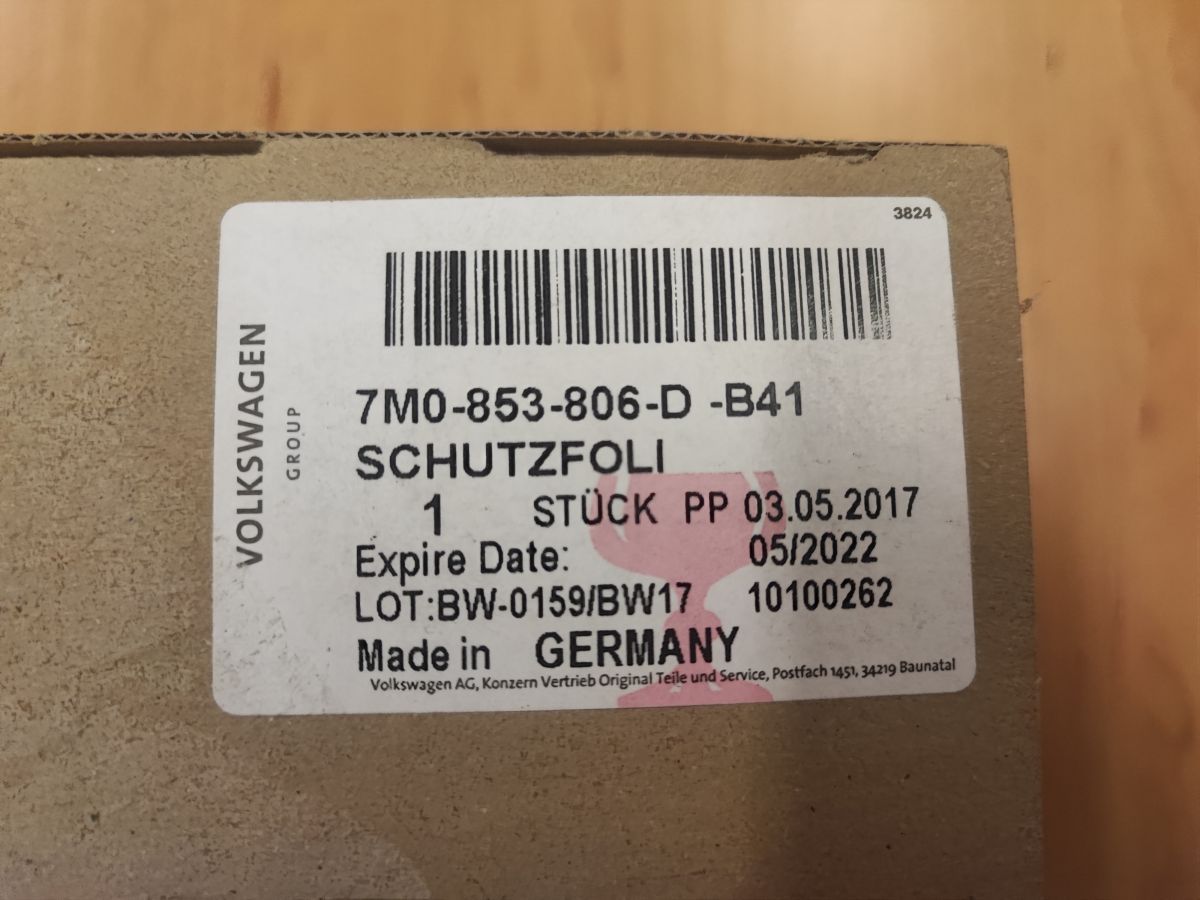 3824
VOLKSWAGEN
GROUP
7M0-853-806-D -B41
SCHUTZFOLI
1 STÜCK PP 03.05.2017
Expire Date: 05/2022
LOT:BW-0159/BW17 10100262
Made in GERMANY
Volkswagen AG, Konzern Vertrieb Original Teile und Service, Postfach 1451, 34219 Baunatal